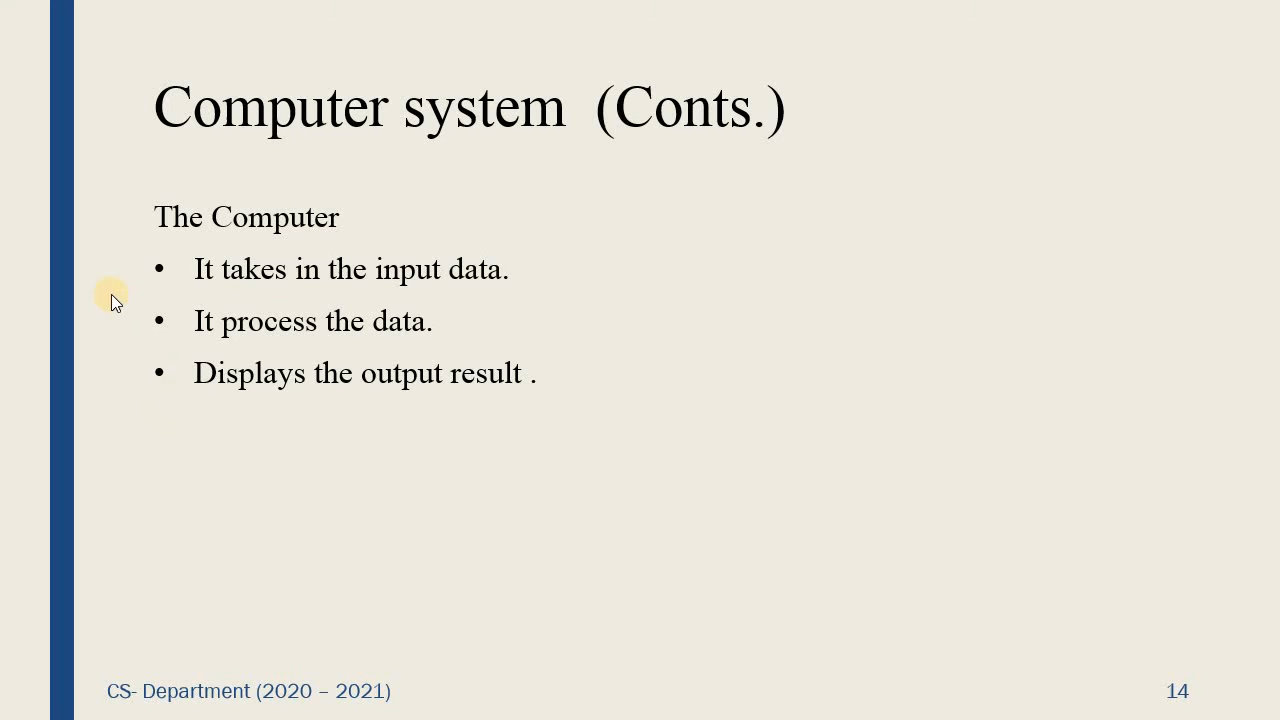 Computer system (Conts.)
The Computer
• It takes in the input data.
• It process the data.
• Displays the output result .
CS- Department (2020 – 2021)
14